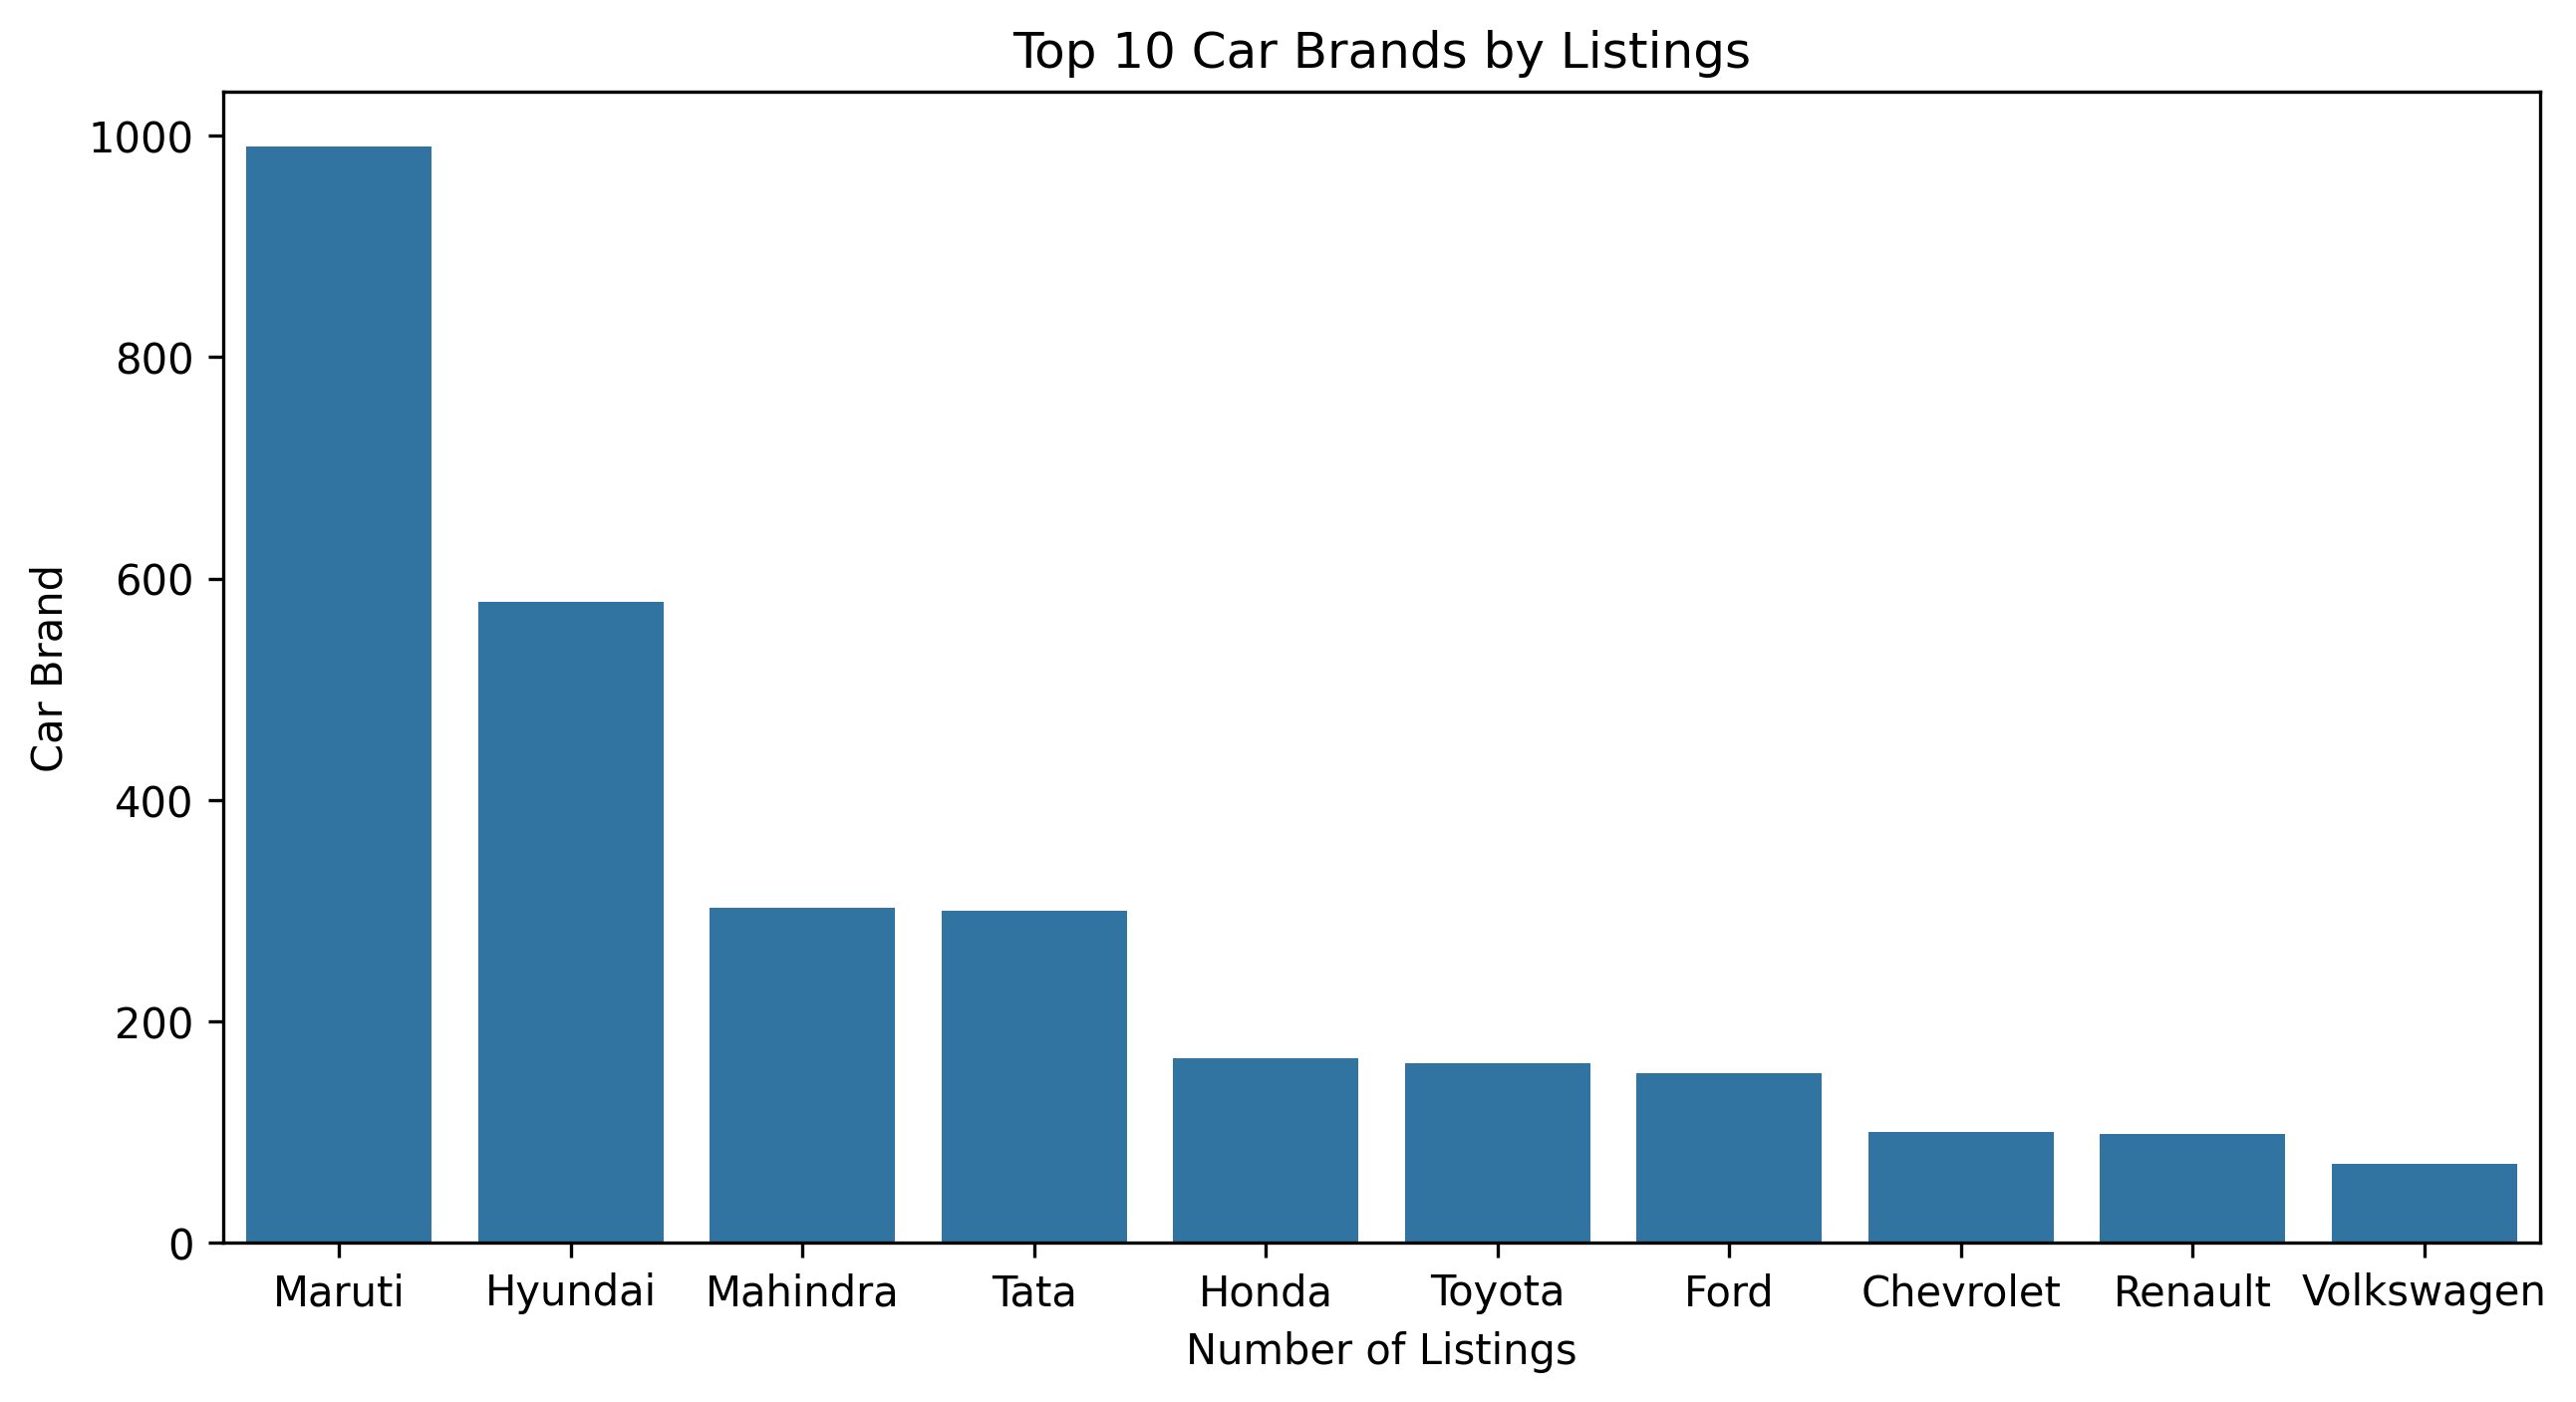 Top 10 Car Brands by Listings
Car Brand
1000
800
600
400
200
0
Maruti Hyundai Mahindra Tata Honda Toyota Ford Chevrolet Renault Volkswagen
Number of Listings